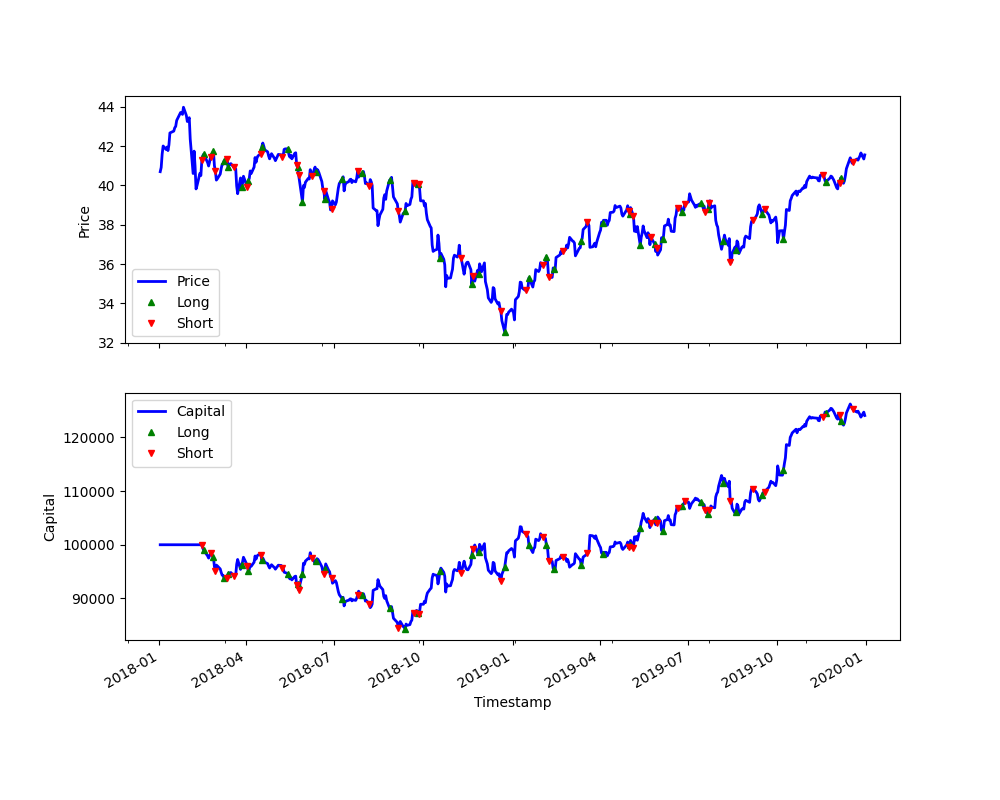 44
42
40
38
36
34
32
Price
Price
Long
Short
120000
110000
100000
90000
Capital
Capital
Long
Short
2018-01
2018-04
2018-07
2018-10
2019-01
2019-04
2019-07
2019-10
2020-01
Timestamp